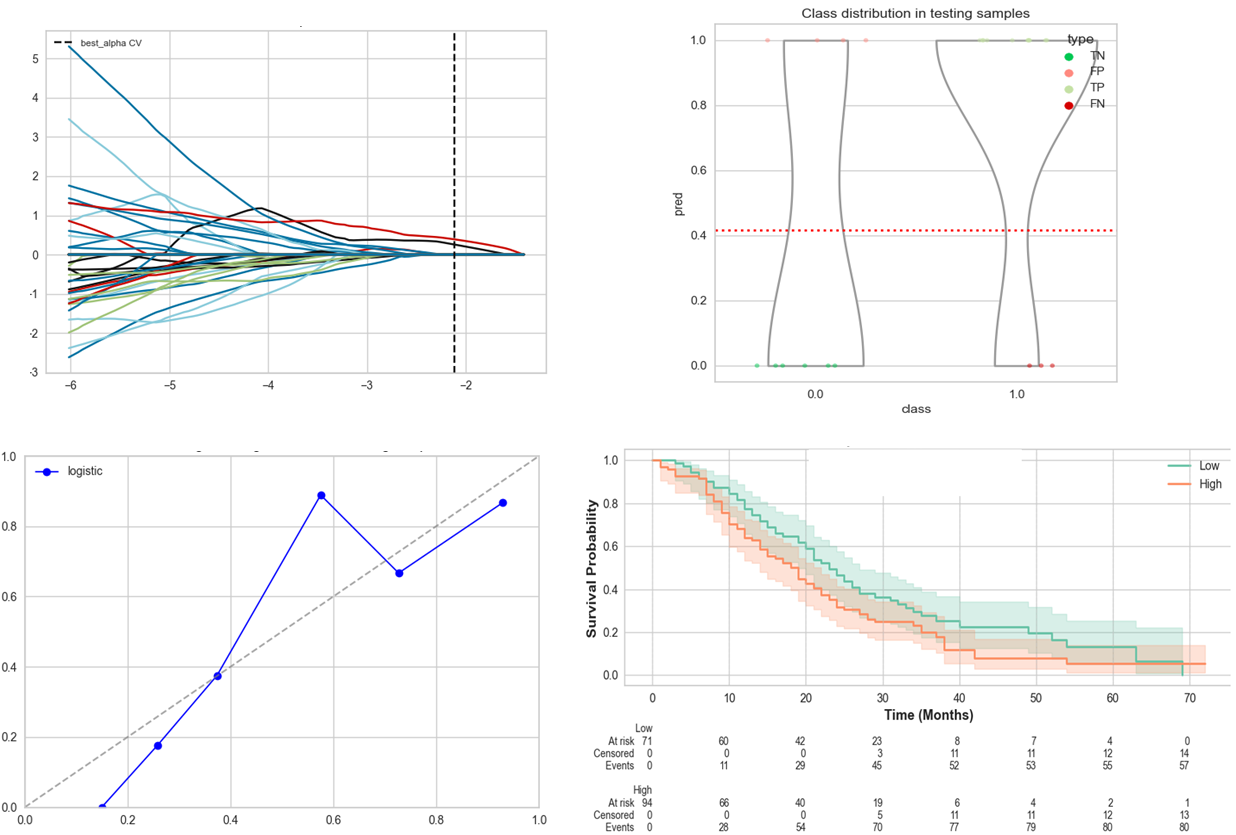 best_alpha CV
5
4
3
2
1
0
-1
-2
-3
−6 −5 −4 −3 −2
Class distribution in testing samples
type
TN
FP
TP
FN
1.0
0.8
0.6
0.4
0.2
0.0
pred
0.0 1.0
class
logistic
1.0
0.8
0.6
0.4
0.2
0.0
0.0 0.2 0.4 0.6 0.8 1.0
Low
High
1.0
0.8
0.6
0.4
0.2
0.0
Survival Probability
0 10 20 30 40 50 60 70
Time (Months)
Low
At risk 71 60 42 23 8 7 4 0
Censored 0 0 0 3 11 11 12 14
Events 0 11 29 45 52 53 55 57
High
At risk 94 66 40 19 6 4 2 1
Censored 0 0 0 5 11 11 12 13
Events 0 28 54 70 77 79 80 80